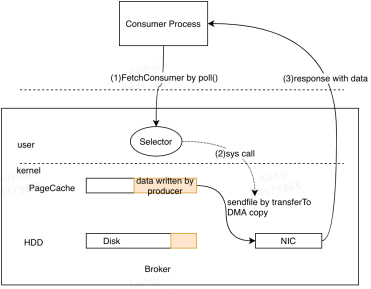 Consumer Process
(1)FetchConsumer by poll()
(3)response with data
user
Selector
(2)sys call
kernel
PageCache
data written by
producer
sendfile by transferTo
DMA copy
HDD
Disk
NIC
Broker